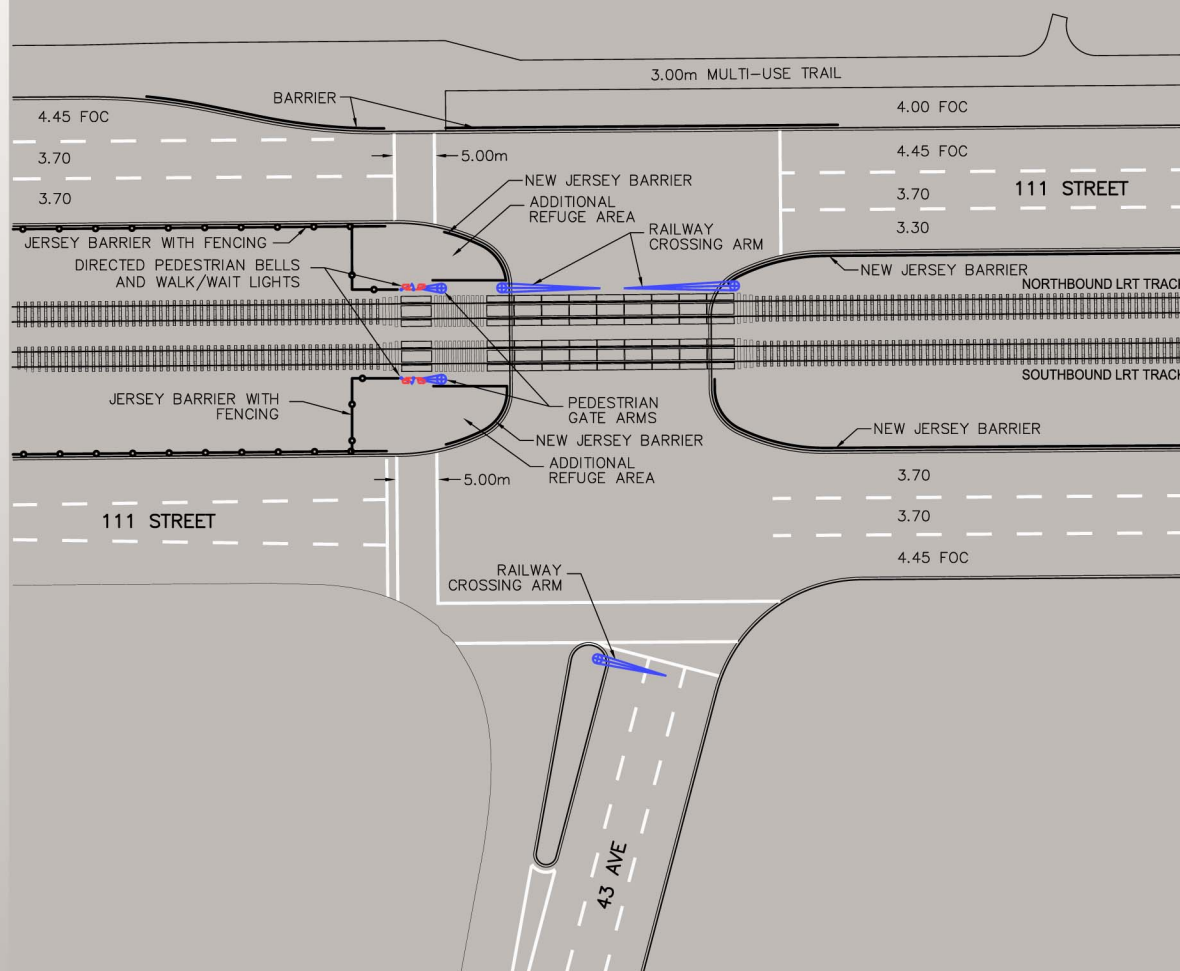 3.00m MULTI-USE TRAIL
BARRIER
4.45 FOC
4.00 FOC
3.70
5.00m
4.45 FOC
3.70
NEW JERSEY BARRIER
3.70
111 STREET
ADDITIONAL
REFUGE AREA
3.30
JERSEY BARRIER WITH FENCING
RAILWAY
CROSSING ARM
DIRECTED PEDESTRIAN BELLS
AND WALK/WAIT LIGHTS
NEW JERSEY BARRIER
NORTHBOUND LRT TRACK
SOUTHBOUND LRT TRACK
JERSEY BARRIER WITH
FENCING
PEDESTRIAN
GATE ARMS
NEW JERSEY BARRIER
NEW JERSEY BARRIER
ADDITIONAL
REFUGE AREA
5.00m
3.70
111 STREET
3.70
4.45 FOC
RAILWAY
CROSSING ARM
43 AVE